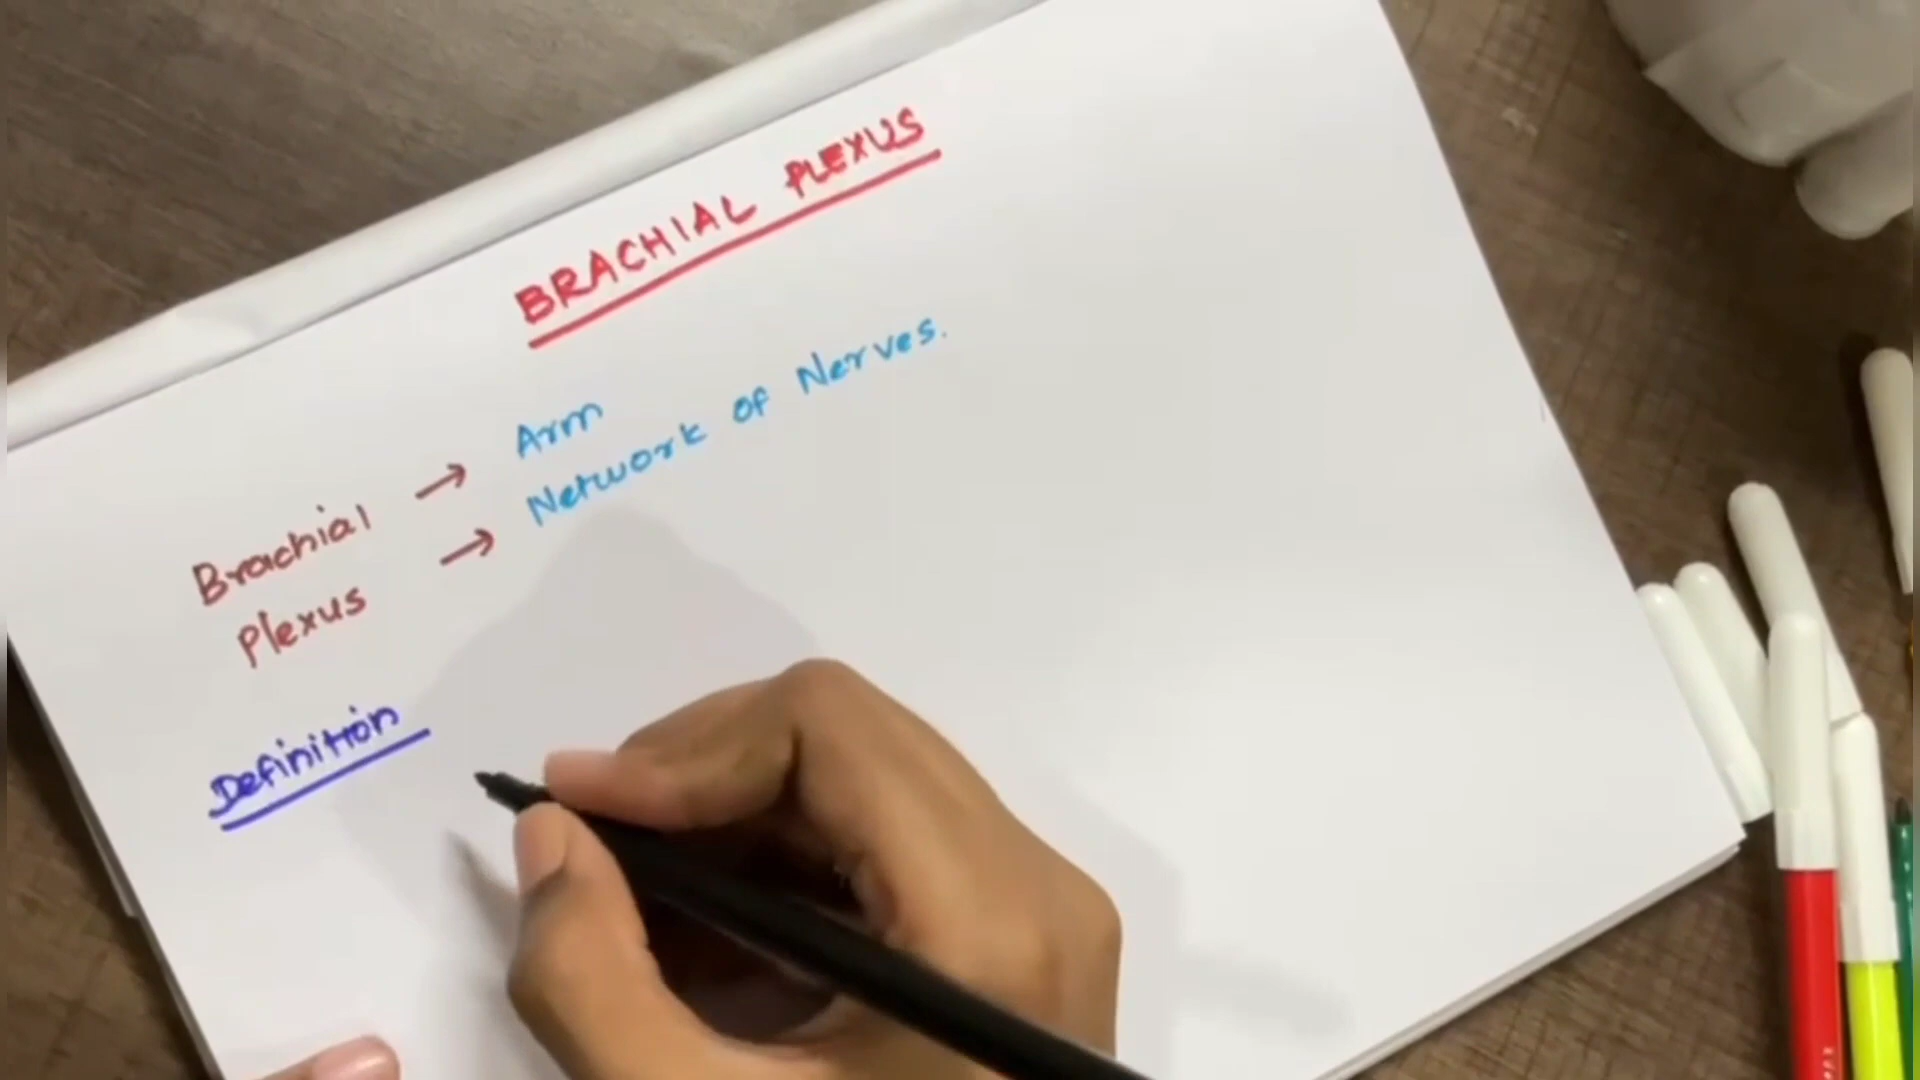 BRACHIAL PLEXUS
Brachial → Arm
Plexus → Network of Nerves.
Definition